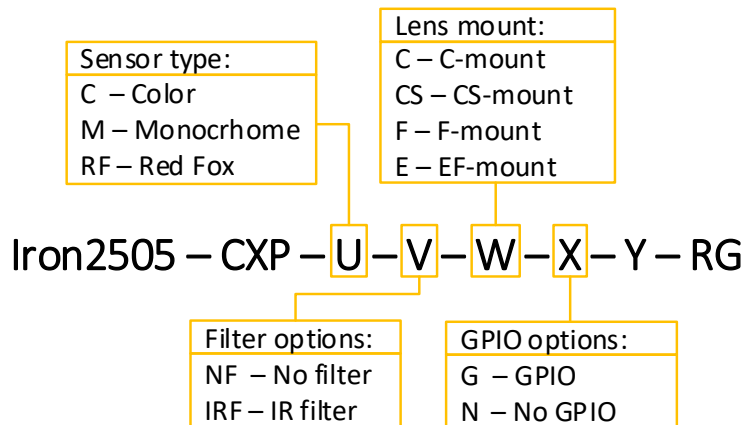 Lens mount:
C – C-mount
CS – CS-mount
F – F-mount
E – EF-mount
Sensor type:
C – Color
M – Monocrhome
RF – Red Fox
Iron2505 – CXP – U – V – W – X – Y – RG
Filter options:
NF – No filter
IRF – IR filter
GPIO options:
G – GPIO
N – No GPIO